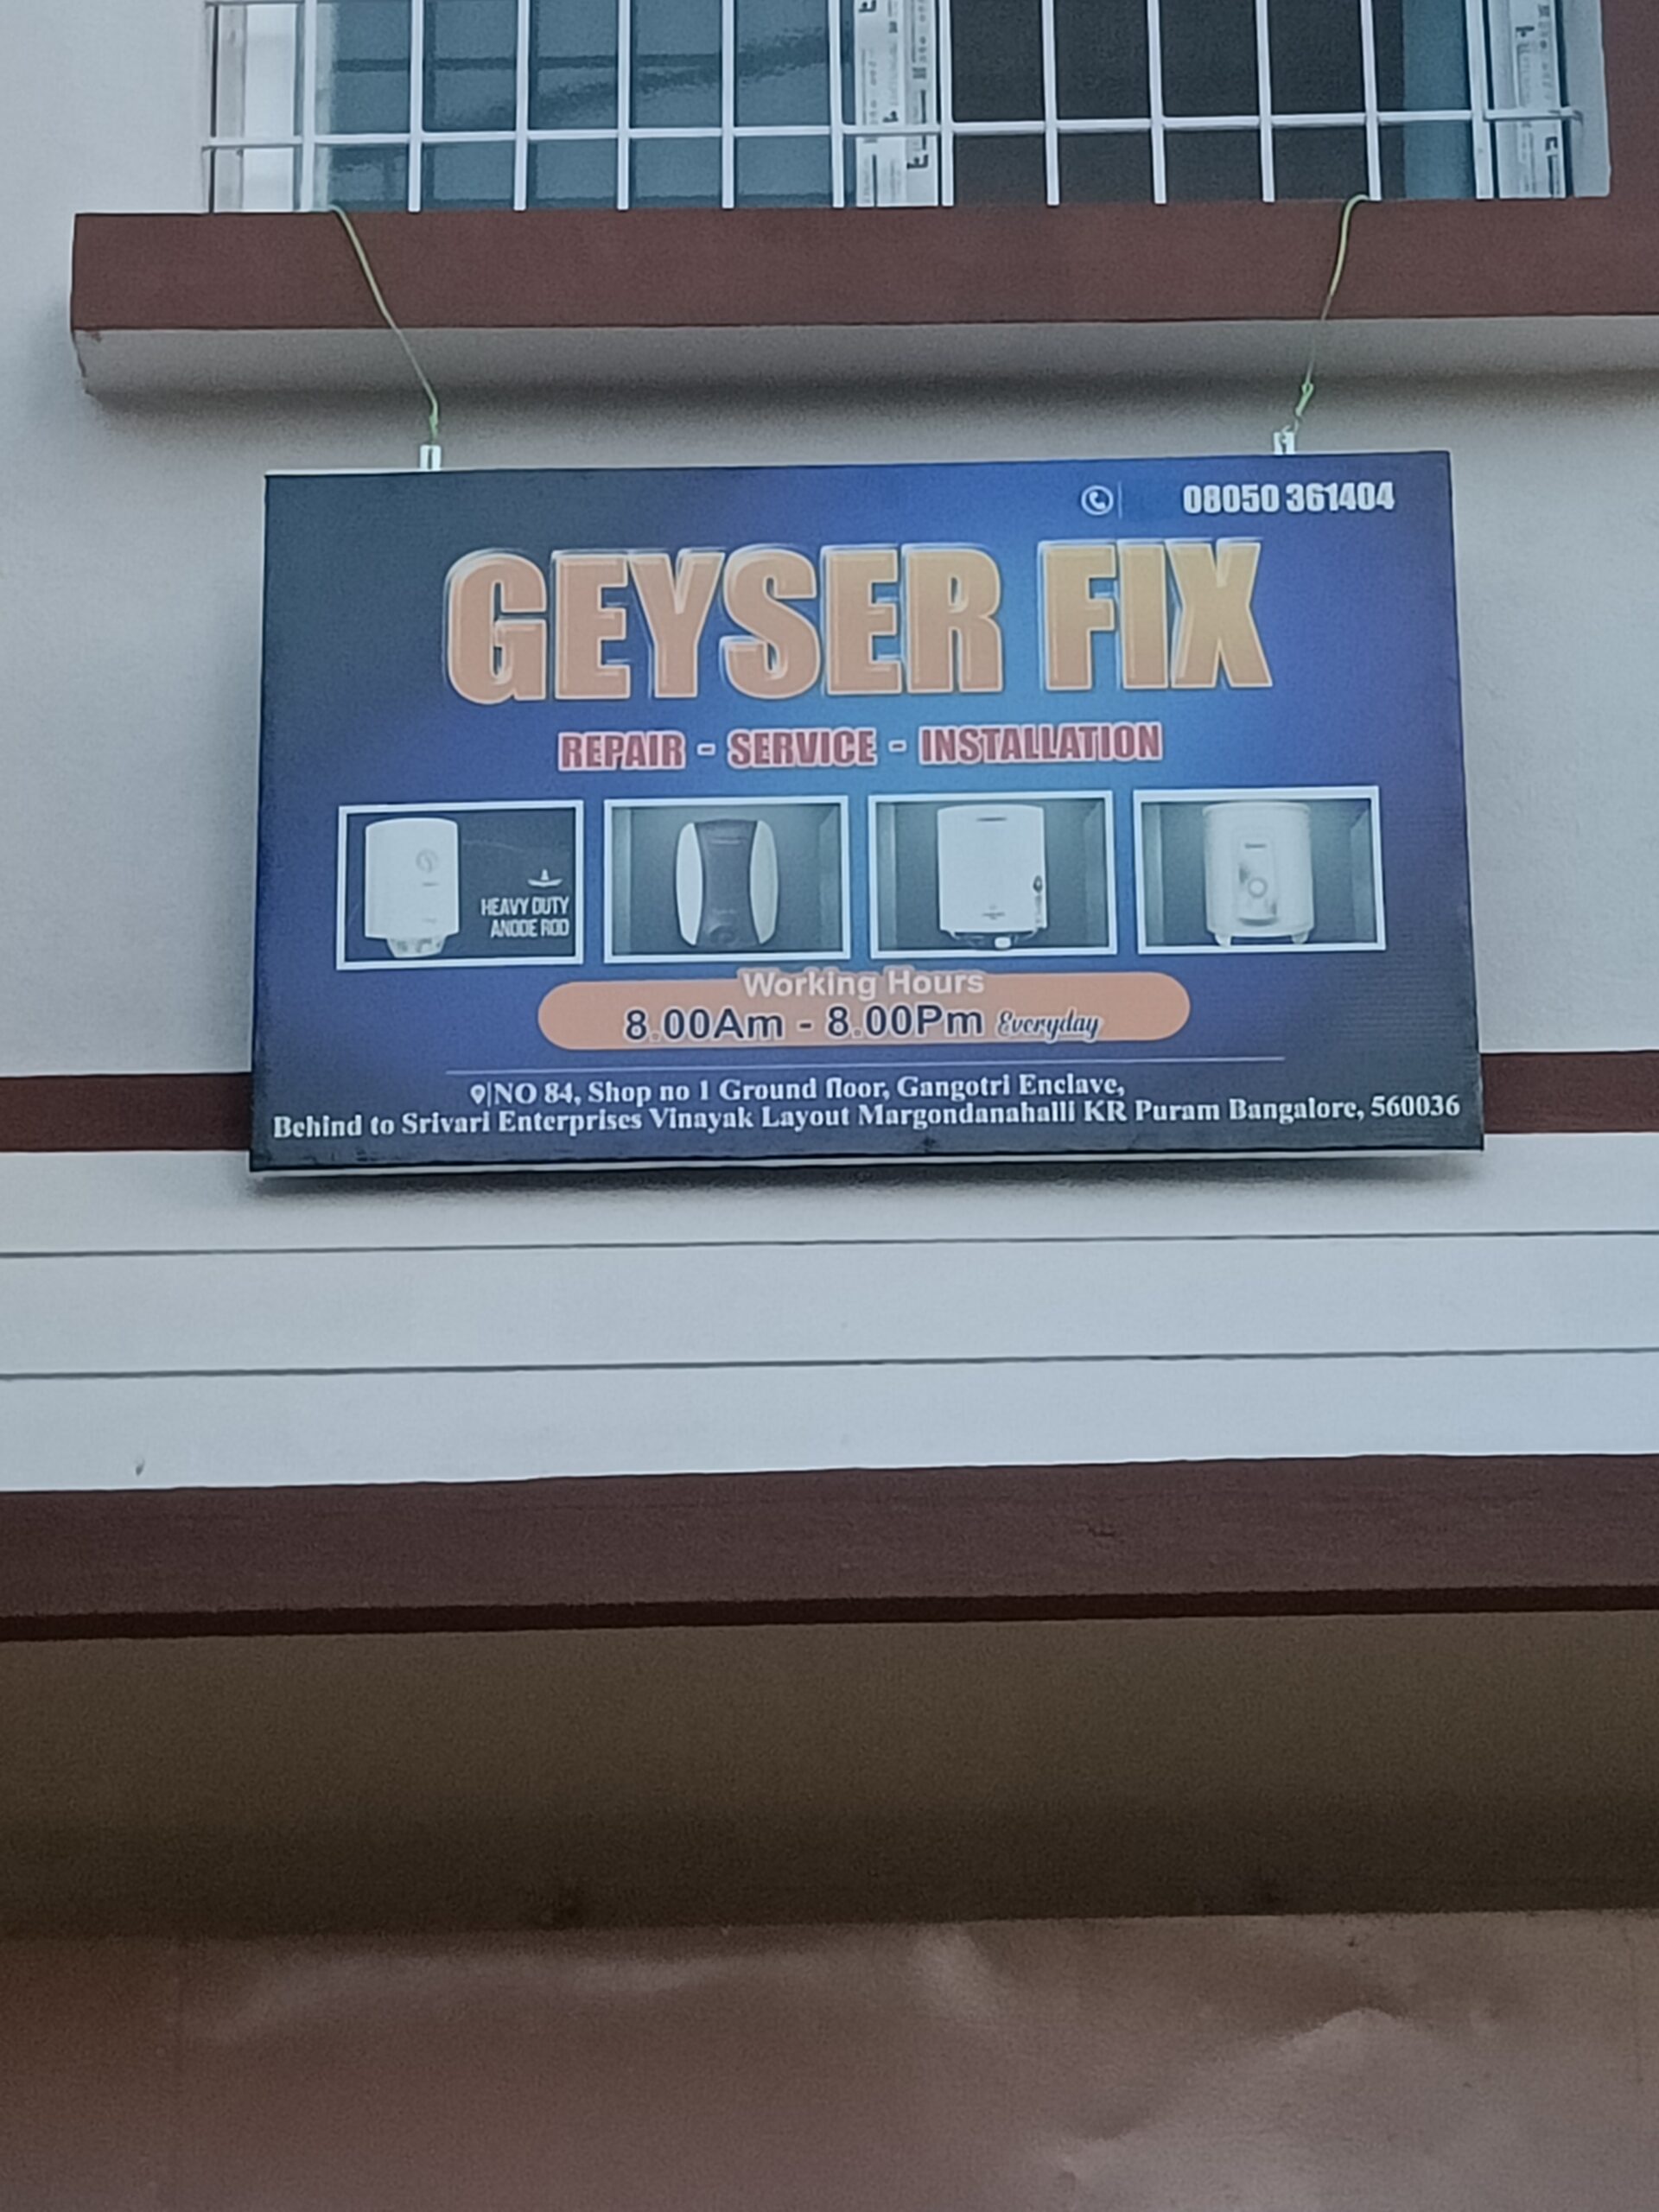 08050 361404
GEYSER FIX
REPAIR - SERVICE - INSTALLATION
HEAVY DUTY
ANODE ROD
Working Hours
8.00Am - 8.00Pm Everyday
NO 84, Shop no 1 Ground floor, Gangotri Enclave,
Behind to Srivari Enterprises Vinayak Layout Margondanahalli KR Puram Bangalore, 560036